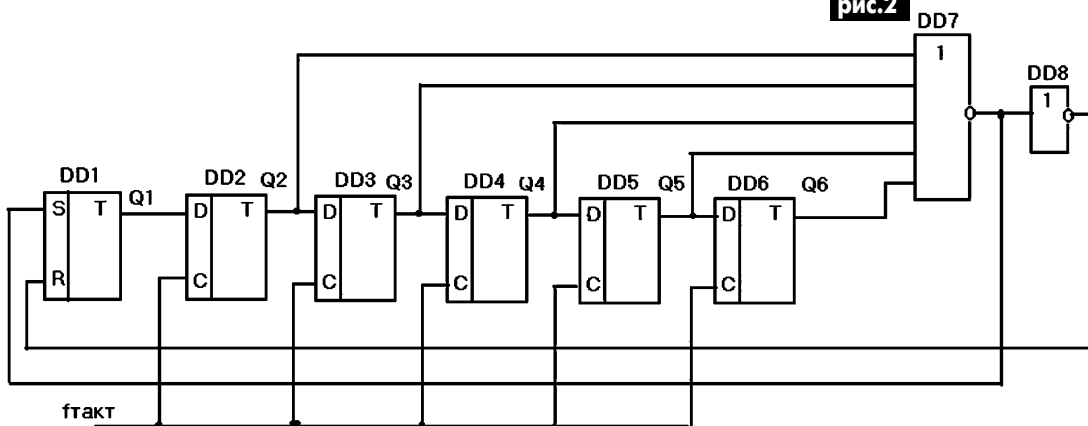 рис.2
DD7
1
DD8
1
DD1
Q1
DD2
Q2
DD3
Q3
DD4
Q4
DD5
Q5
DD6
Q6
S T
D T
D T
D T
D T
D T
R
C
C
C
C
C
fтакт